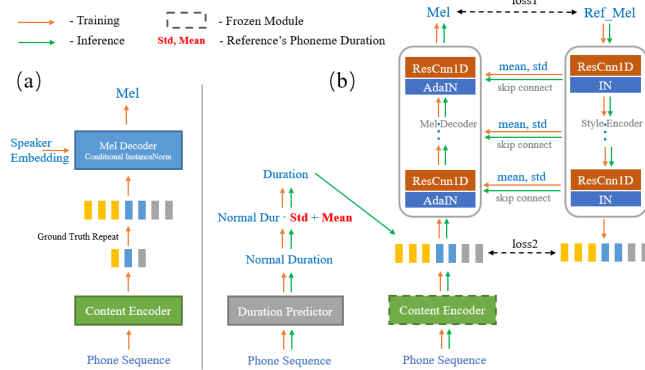 - Training
- Frozen Module
- Inference
Std, Mean
- Reference's Phoneme Duration
(a)
Mel
Speaker
Embedding
Mel Decoder
Conditional InstanceNorm
Ground Truth Repeat
Content Encoder
Phone Sequence
(b)
Duration
Normal Dur · Std + Mean
Normal Duration
Duration Predictor
Phone Sequence
Mel
loss1
Ref_Mel
ResCnn1D
AdaIN
mean, std
skip connect
ResCnn1D
IN
Mel Decoder
mean, std
skip connect
Style Encoder
ResCnn1D
AdaIN
mean, std
skip connect
ResCnn1D
IN
loss2
Content Encoder
Phone Sequence